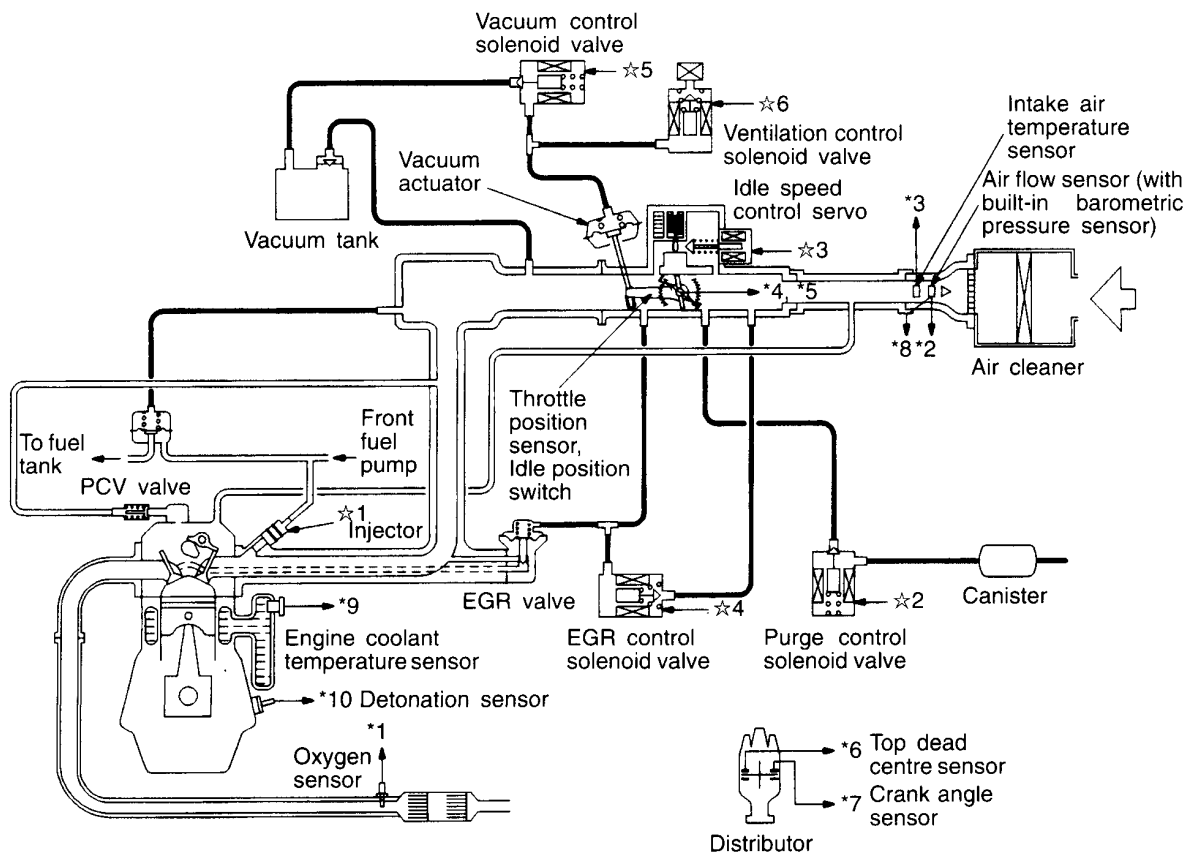 Vacuum control
solenoid valve
☆5
☆6
Ventilation control
solenoid valve
Intake air
temperature
sensor
Air flow sensor (with
built-in barometric
pressure sensor)
Vacuum
actuator
Idle speed
control servo
☆3
*3
Vacuum tank
*4
*5
*8
*2
Air cleaner
Throttle
position
sensor,
Idle position
switch
To fuel
tank
Front
fuel
pump
PCV valve
☆1
Injector
EGR valve
☆4
EGR control
solenoid valve
☆2
Purge control
solenoid valve
Canister
*9
Engine coolant
temperature sensor
*10 Detonation sensor
*1
Oxygen
sensor
*6 Top dead
centre sensor
*7 Crank angle
sensor
Distributor